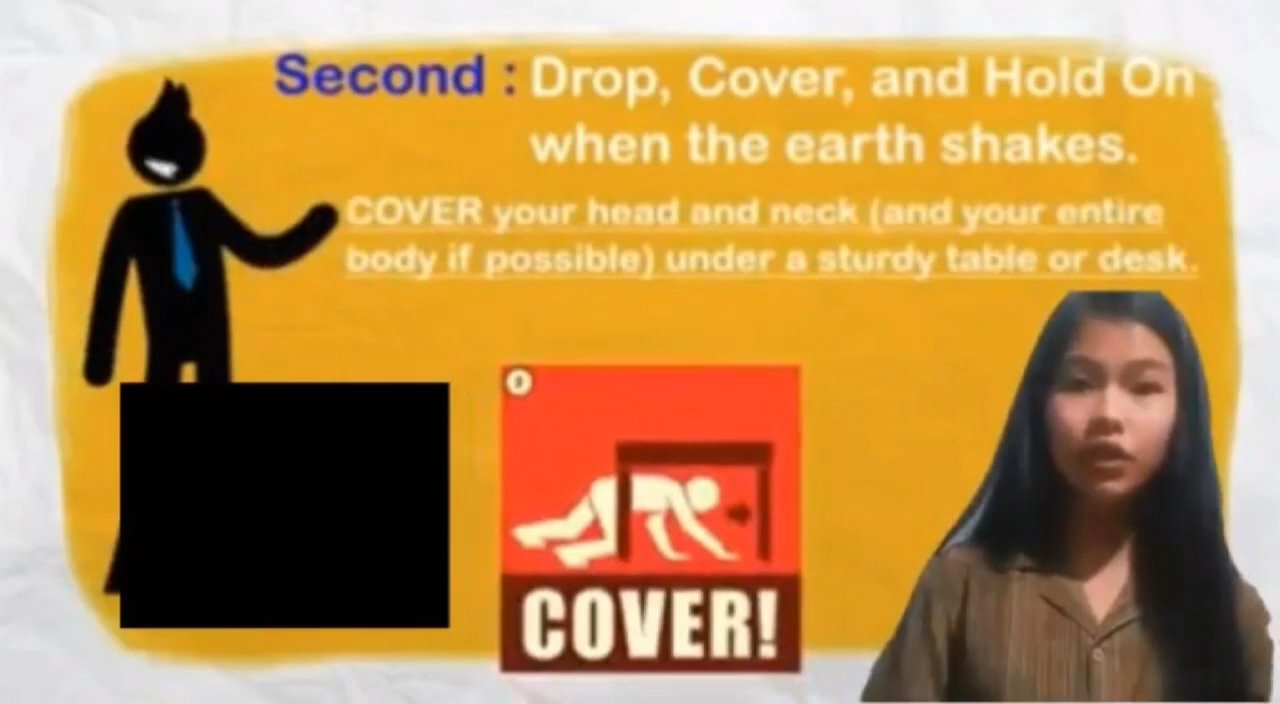 Second : Drop, Cover, and Hold On
when the earth shakes.
COVER your head and neck (and your entire
body if possible) under a sturdy table or desk.
COVER!